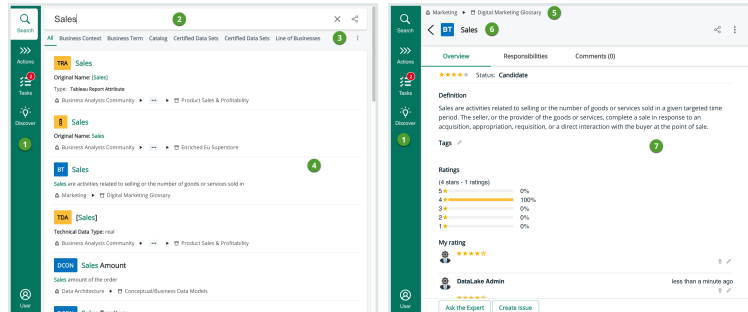 Search
Actions
2
Tasks
Discover
1
User
Sales
2
All Business Context Business Term Catalog Certified Data Sets Certified Data Sets Line of Businesses
3
TRA Sales
Original Name: [Sales]
Type: Tableau Report Attribute
Business Analysts Community ▸ ••• ▸ Product Sales & Profitability
Sales
Original Name: Sales
Business Analysts Community ▸ ••• ▸ Enriched Eu Superstore
4
BT Sales
Sales are activities related to selling or the number of goods or services sold in
Marketing ▸ Digital Marketing Glossary
TDA [Sales]
Technical Data Type: real
Business Analysts Community ▸ ••• ▸ Product Sales & Profitability
DCON Sales Amount
Sales amount of the order
Data Architecture ▸ Conceptual/Business Data Models
Search
Actions
2
Tasks
Discover
1
User
Marketing ▸ Digital Marketing Glossary
5
BT Sales
6
Overview Responsibilities Comments (0)
Status: Candidate
Definition
Sales are activities related to selling or the number of goods or services sold in a given targeted time
period. The seller, or the provider of the goods or services, complete a sale in response to an
acquisition, appropriation, requisition, or a direct interaction with the buyer at the point of sale.
Tags
7
Ratings
(4 stars - 1 ratings)
5 0%
4 100%
3 0%
2 0%
1 0%
My rating
DataLake Admin less than a minute ago
Ask the Expert Create Issue